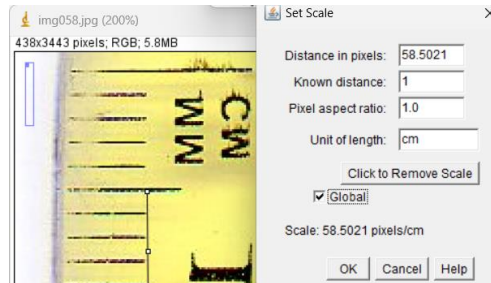 img058.jpg (200%)
438x3443 pixels; RGB; 5.8MB
MM
CM
Set Scale
Distance in pixels: 58.5021
Known distance: 1
Pixel aspect ratio: 1.0
Unit of length: cm
Click to Remove Scale
Global
Scale: 58.5021 pixels/cm
OK Cancel Help